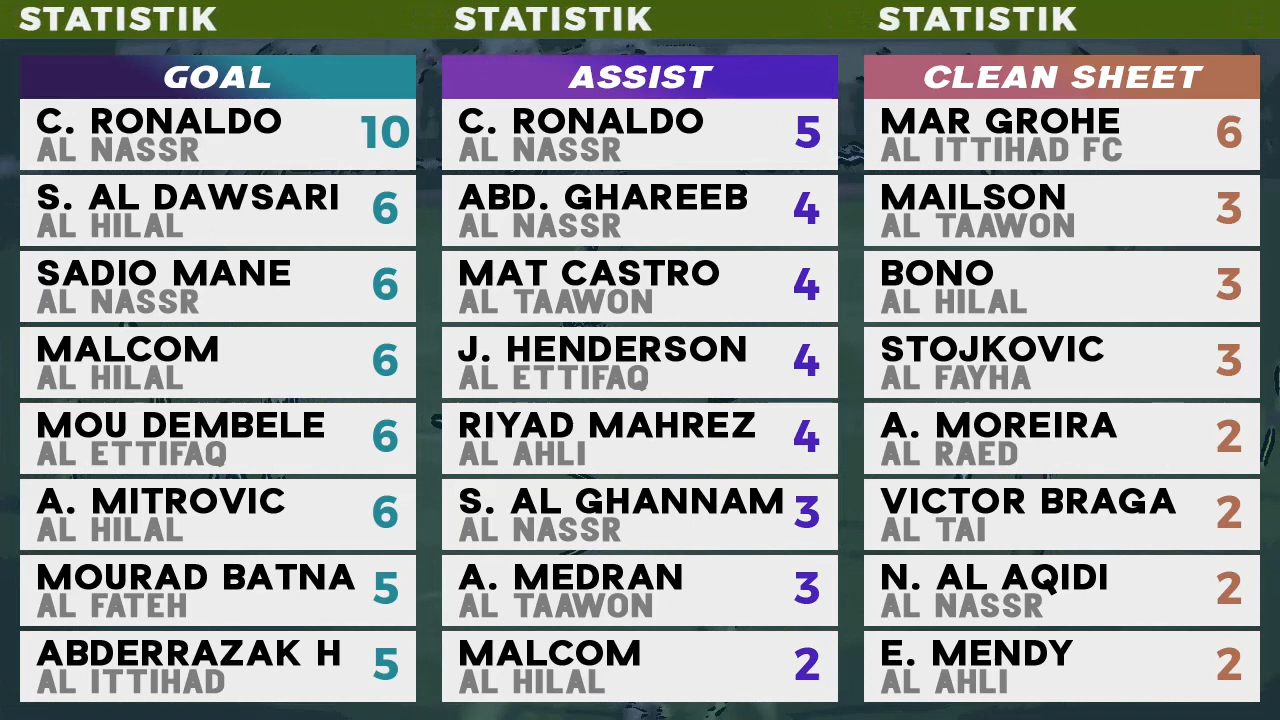 STATISTIK
GOAL
C. RONALDO 10
AL NASSR
S. AL DAWSARI 6
AL HILAL
SADIO MANE 6
AL NASSR
MALCOM 6
AL HILAL
MOU DEMBELE 6
AL ETTIFAQ
A. MITROVIC 6
AL HILAL
MOURAD BATNA 5
AL FATEH
ABDERRAZAK H 5
AL ITTIHAD
STATISTIK
ASSIST
C. RONALDO 5
AL NASSR
ABD. GHAREEB 4
AL NASSR
MAT CASTRO 4
AL TAAWON
J. HENDERSON 4
AL ETTIFAQ
RIYAD MAHREZ 4
AL AHLI
S. AL GHANNAM 3
AL NASSR
A. MEDRAN 3
AL TAAWON
MALCOM 2
AL HILAL
STATISTIK
CLEAN SHEET
MAR GROHE 6
AL ITTIHAD FC
MAILSON 3
AL TAAWON
BONO 3
AL HILAL
STOJKOVIC 3
AL FAYHA
A. MOREIRA 2
AL RAED
VICTOR BRAGA 2
AL TAI
N. AL AQIDI 2
AL NASSR
E. MENDY 2
AL AHLI